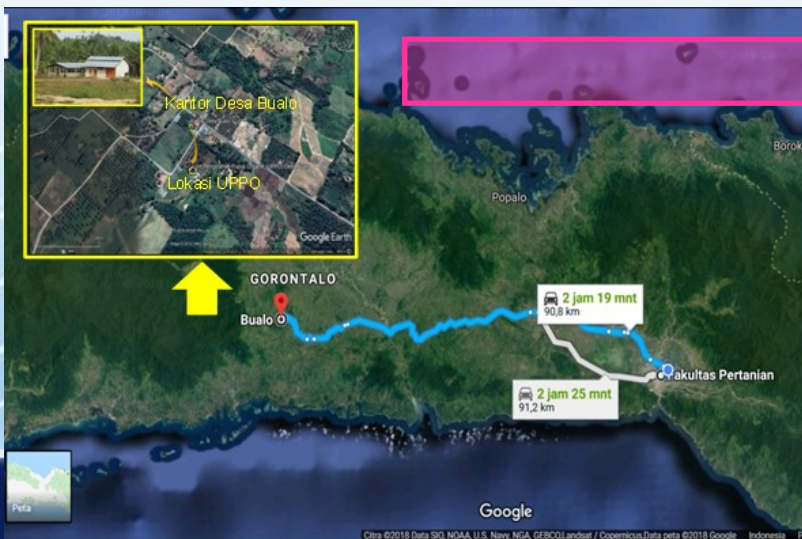 Kantor Desa Bualo
Lokasi UPPO
Google Earth
Borok
Popalo
GORONTALO
Bualo
2 jam 19 mnt
90,8 km
Fakultas Pertanian
2 jam 25 mnt
91,2 km
Peta
Google
Citra ©2018 Data SIO, NOAA, U.S. Navy, NGA, GEBCO,Landsat / Copernicus,Data peta ©2018 Google Indonesia